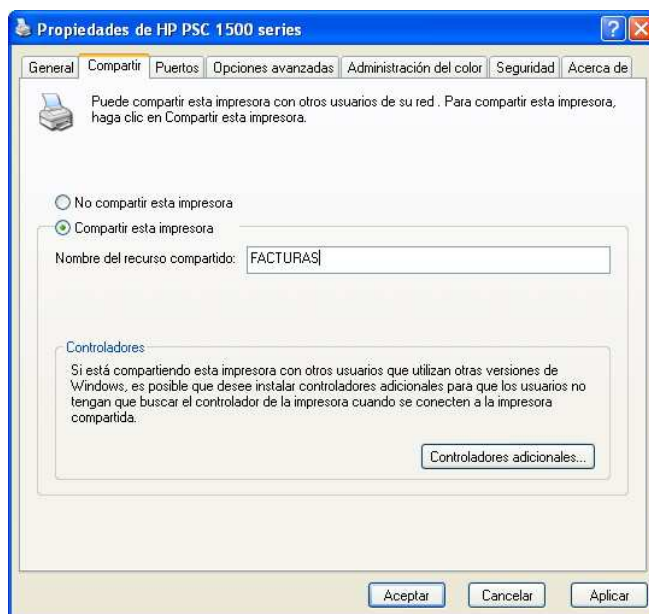 Propiedades de HP PSC 1500 series
General Compartir Puertos Opciones avanzadas Administración del color Seguridad Acerca de
Puede compartir esta impresora con otros usuarios de su red . Para compartir esta impresora,
haga clic en Compartir esta impresora.
No compartir esta impresora
Compartir esta impresora
Nombre del recurso compartido: FACTURAS
Controladores
Si está compartiendo esta impresora con otros usuarios que utilizan otras versiones de
Windows, es posible que desee instalar controladores adicionales para que los usuarios no
tengan que buscar el controlador de la impresora cuando se conecten a la impresora
compartida.
Controladores adicionales...
Aceptar Cancelar Aplicar